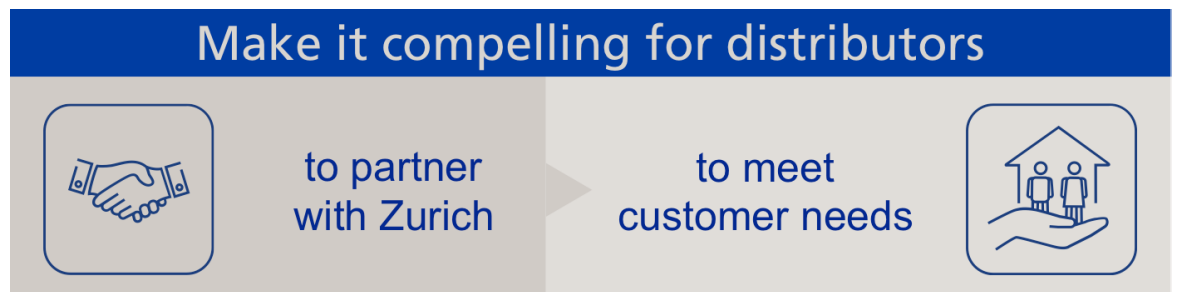 Make it compelling for distributors
to partner
with Zurich
to meet
customer needs